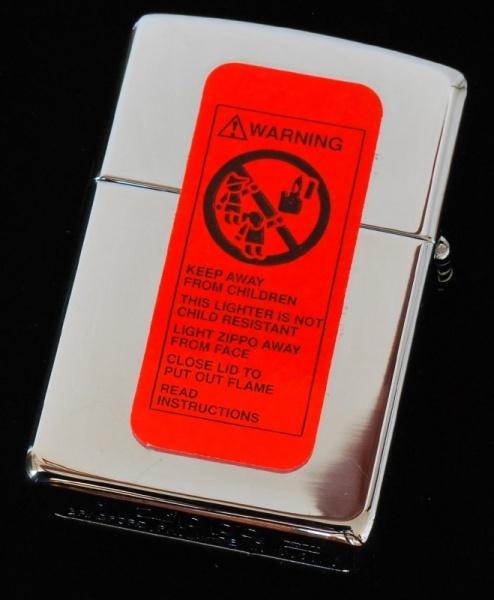 WARNING
KEEP AWAY
FROM CHILDREN
THIS LIGHTER IS NOT
CHILD RESISTANT
LIGHT ZIPPO AWAY
FROM FACE
CLOSE LID TO
PUT OUT FLAME
READ
INSTRUCTIONS
BRADFORD